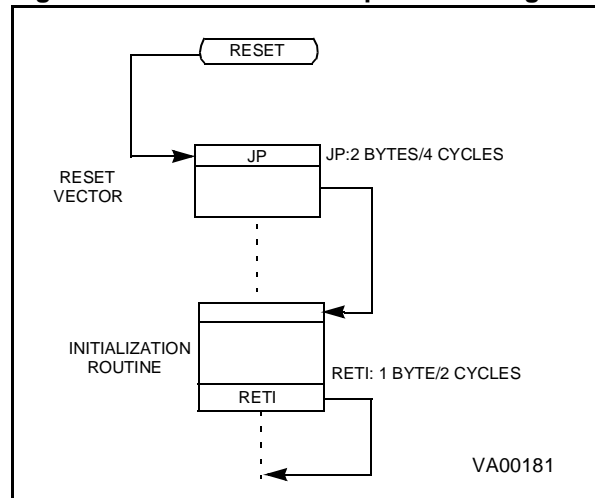 RESET
JP
JP:2 BYTES/4 CYCLES
RESET
VECTOR
INITIALIZATION
ROUTINE
RETI: 1 BYTE/2 CYCLES
RETI
VA00181